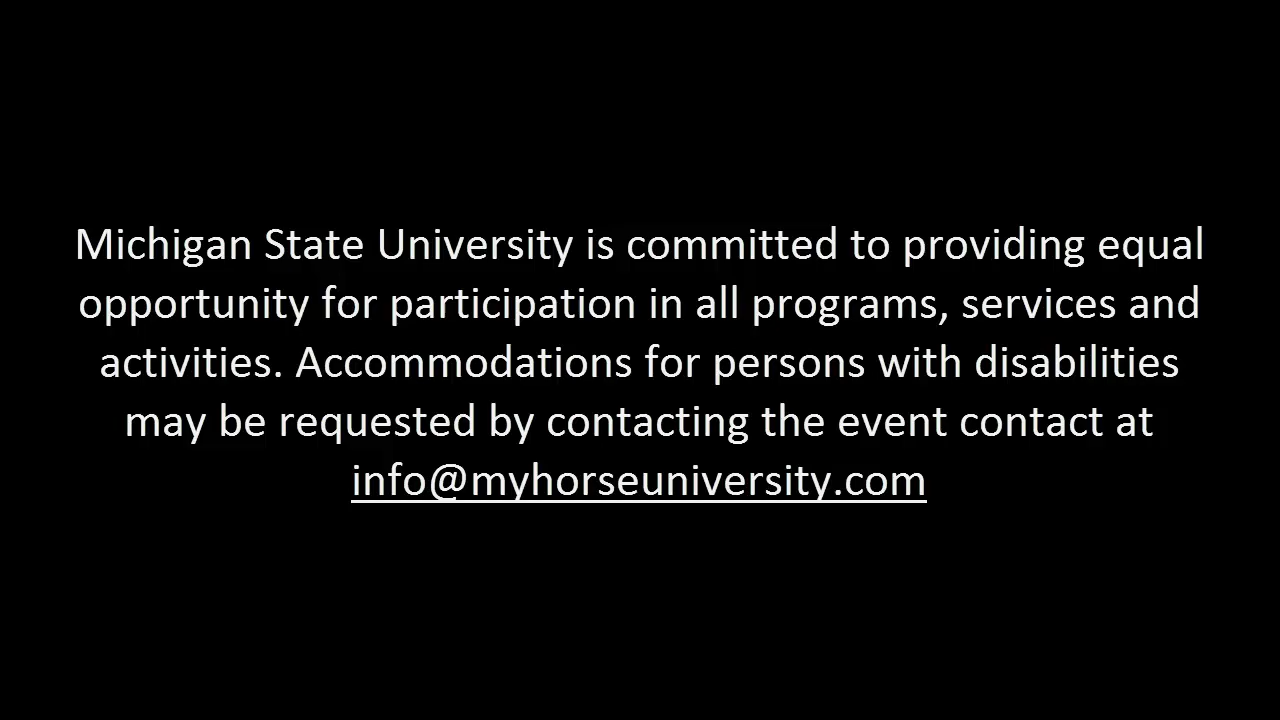 Michigan State University is committed to providing equal
opportunity for participation in all programs, services and
activities. Accommodations for persons with disabilities
may be requested by contacting the event contact at
info@myhorseuniversity.com